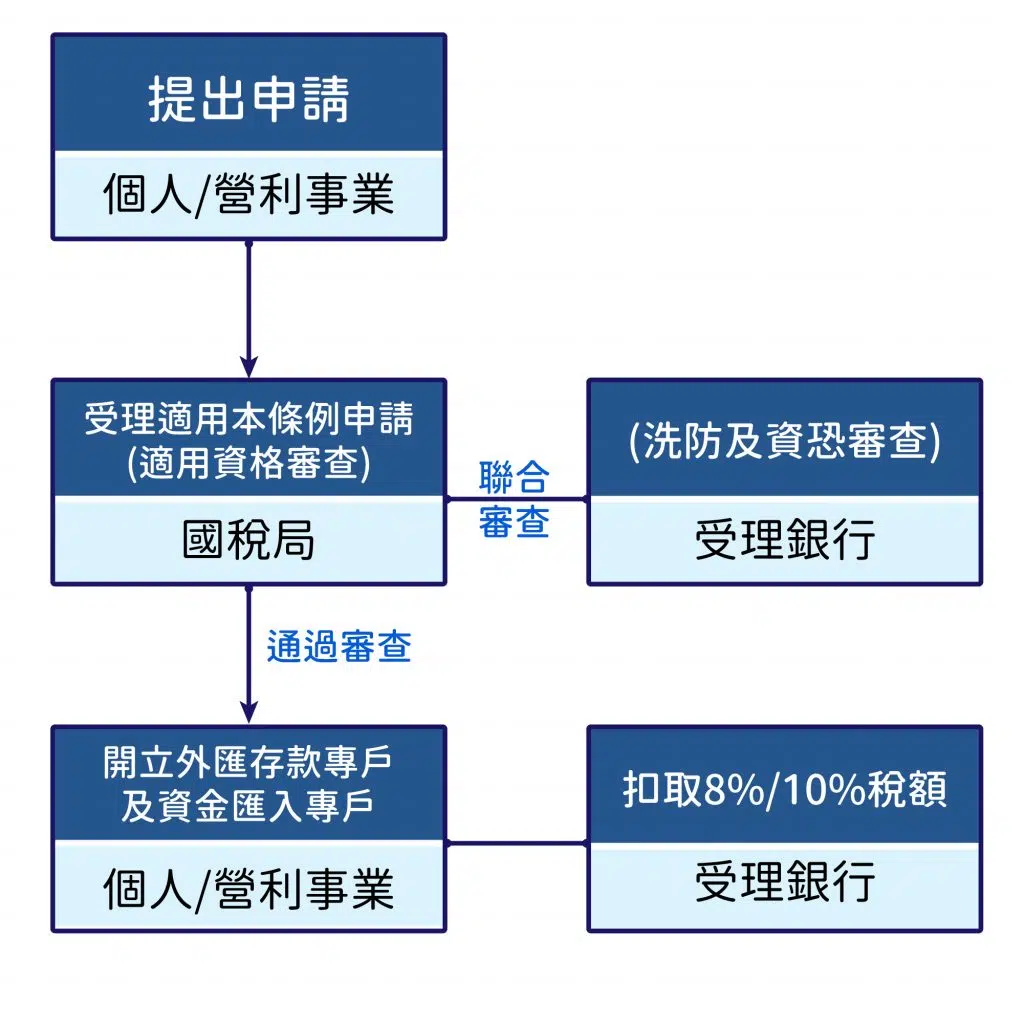 提出申請
個人/營利事業
受理適用本條例申請
(適用資格審查)
國稅局
聯合
審查
(洗防及資恐審查)
受理銀行
通過審查
開立外匯存款專戶
及資金匯入專戶
個人/營利事業
扣取8%/10%稅額
受理銀行